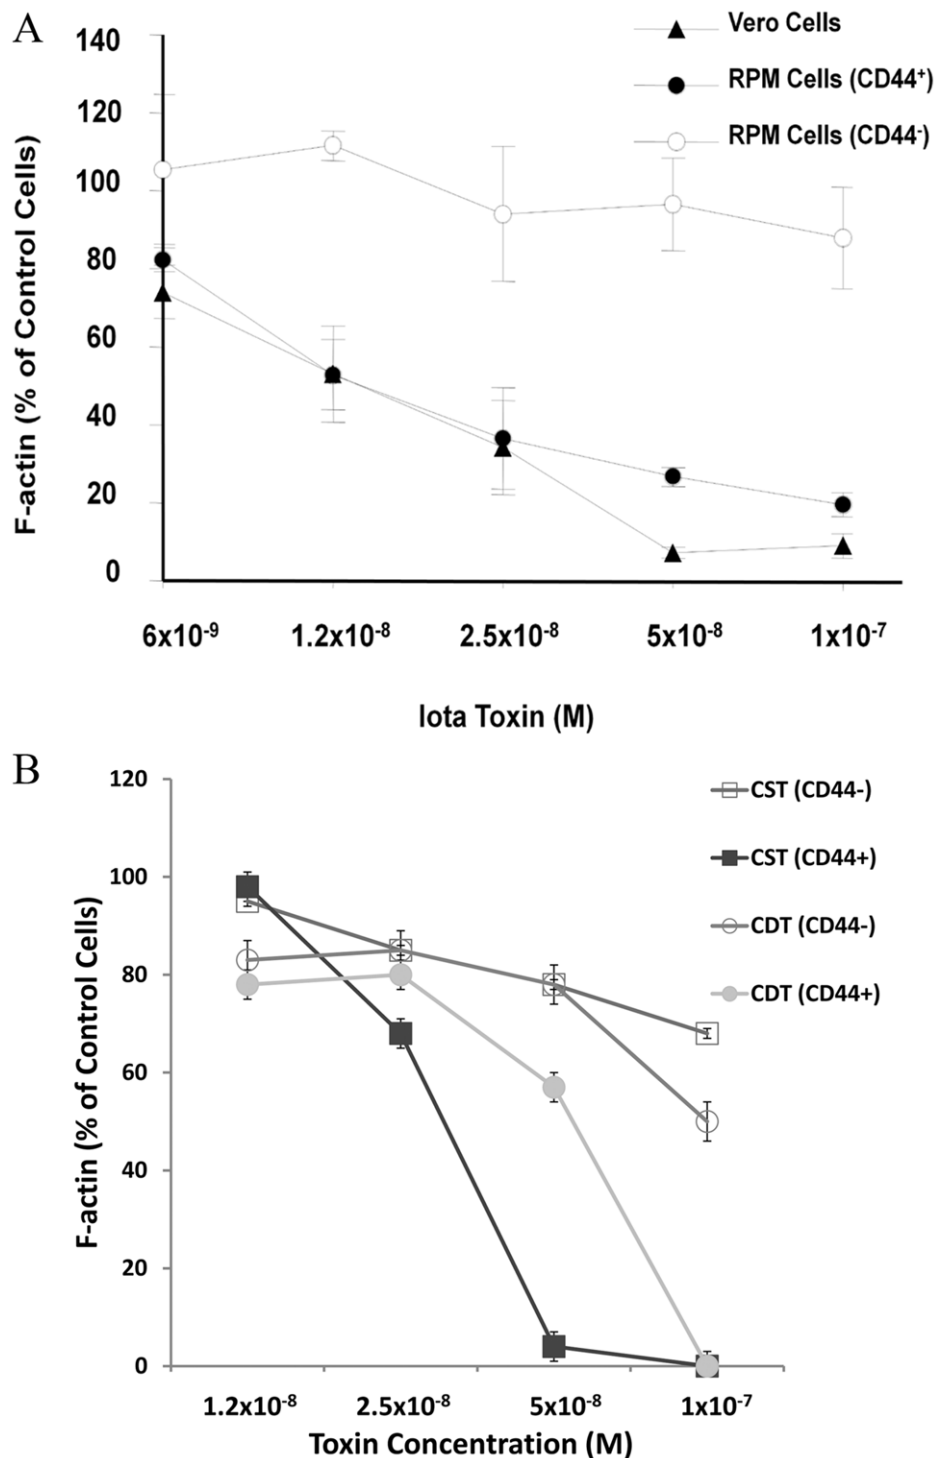 A
140
120
100
80
60
40
20
0
F-actin (% of Control Cells)
Vero Cells
RPM Cells (CD44⁺)
RPM Cells (CD44⁻)
6x10⁻⁹ 1.2x10⁻⁸ 2.5x10⁻⁸ 5x10⁻⁸ 1x10⁻⁷
Iota Toxin (M)
B
120
100
80
60
40
20
0
F-actin (% of Control Cells)
CST (CD44-)
CST (CD44+)
CDT (CD44-)
CDT (CD44+)
1.2x10⁻⁸ 2.5x10⁻⁸ 5x10⁻⁸ 1x10⁻⁷
Toxin Concentration (M)